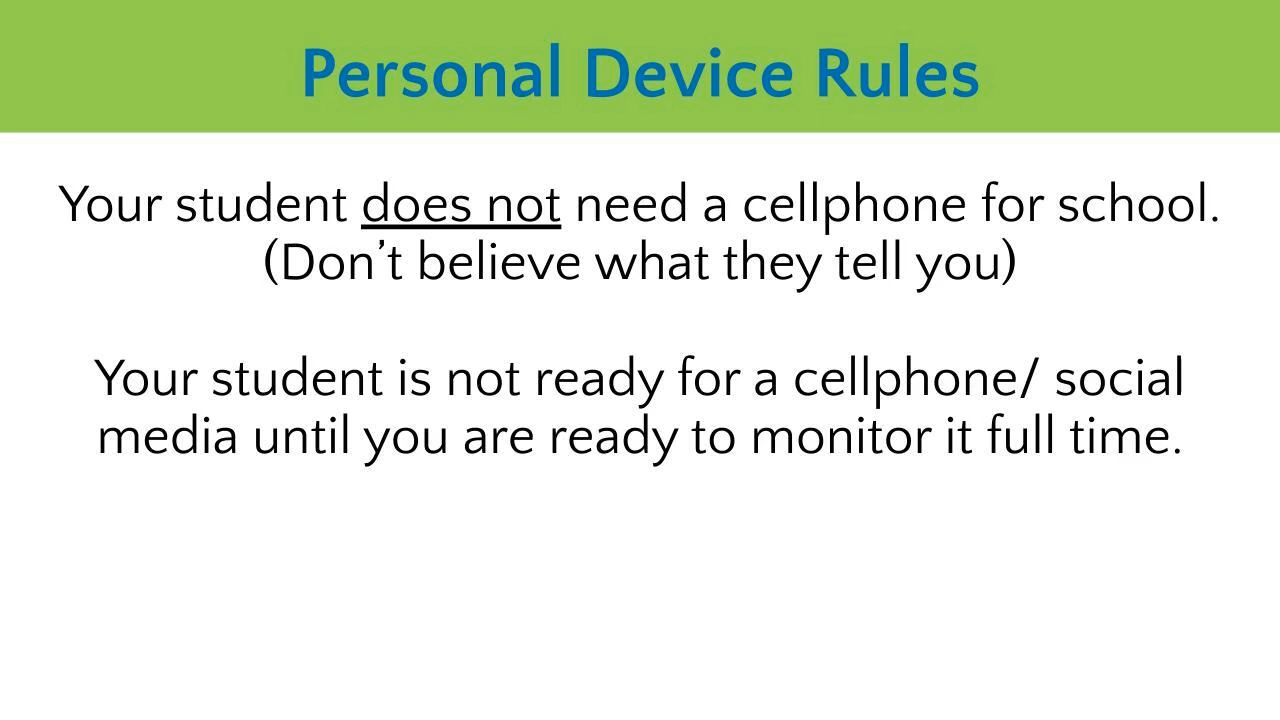 Personal Device Rules
Your student does not need a cellphone for school.
(Don’t believe what they tell you)
Your student is not ready for a cellphone/ social
media until you are ready to monitor it full time.